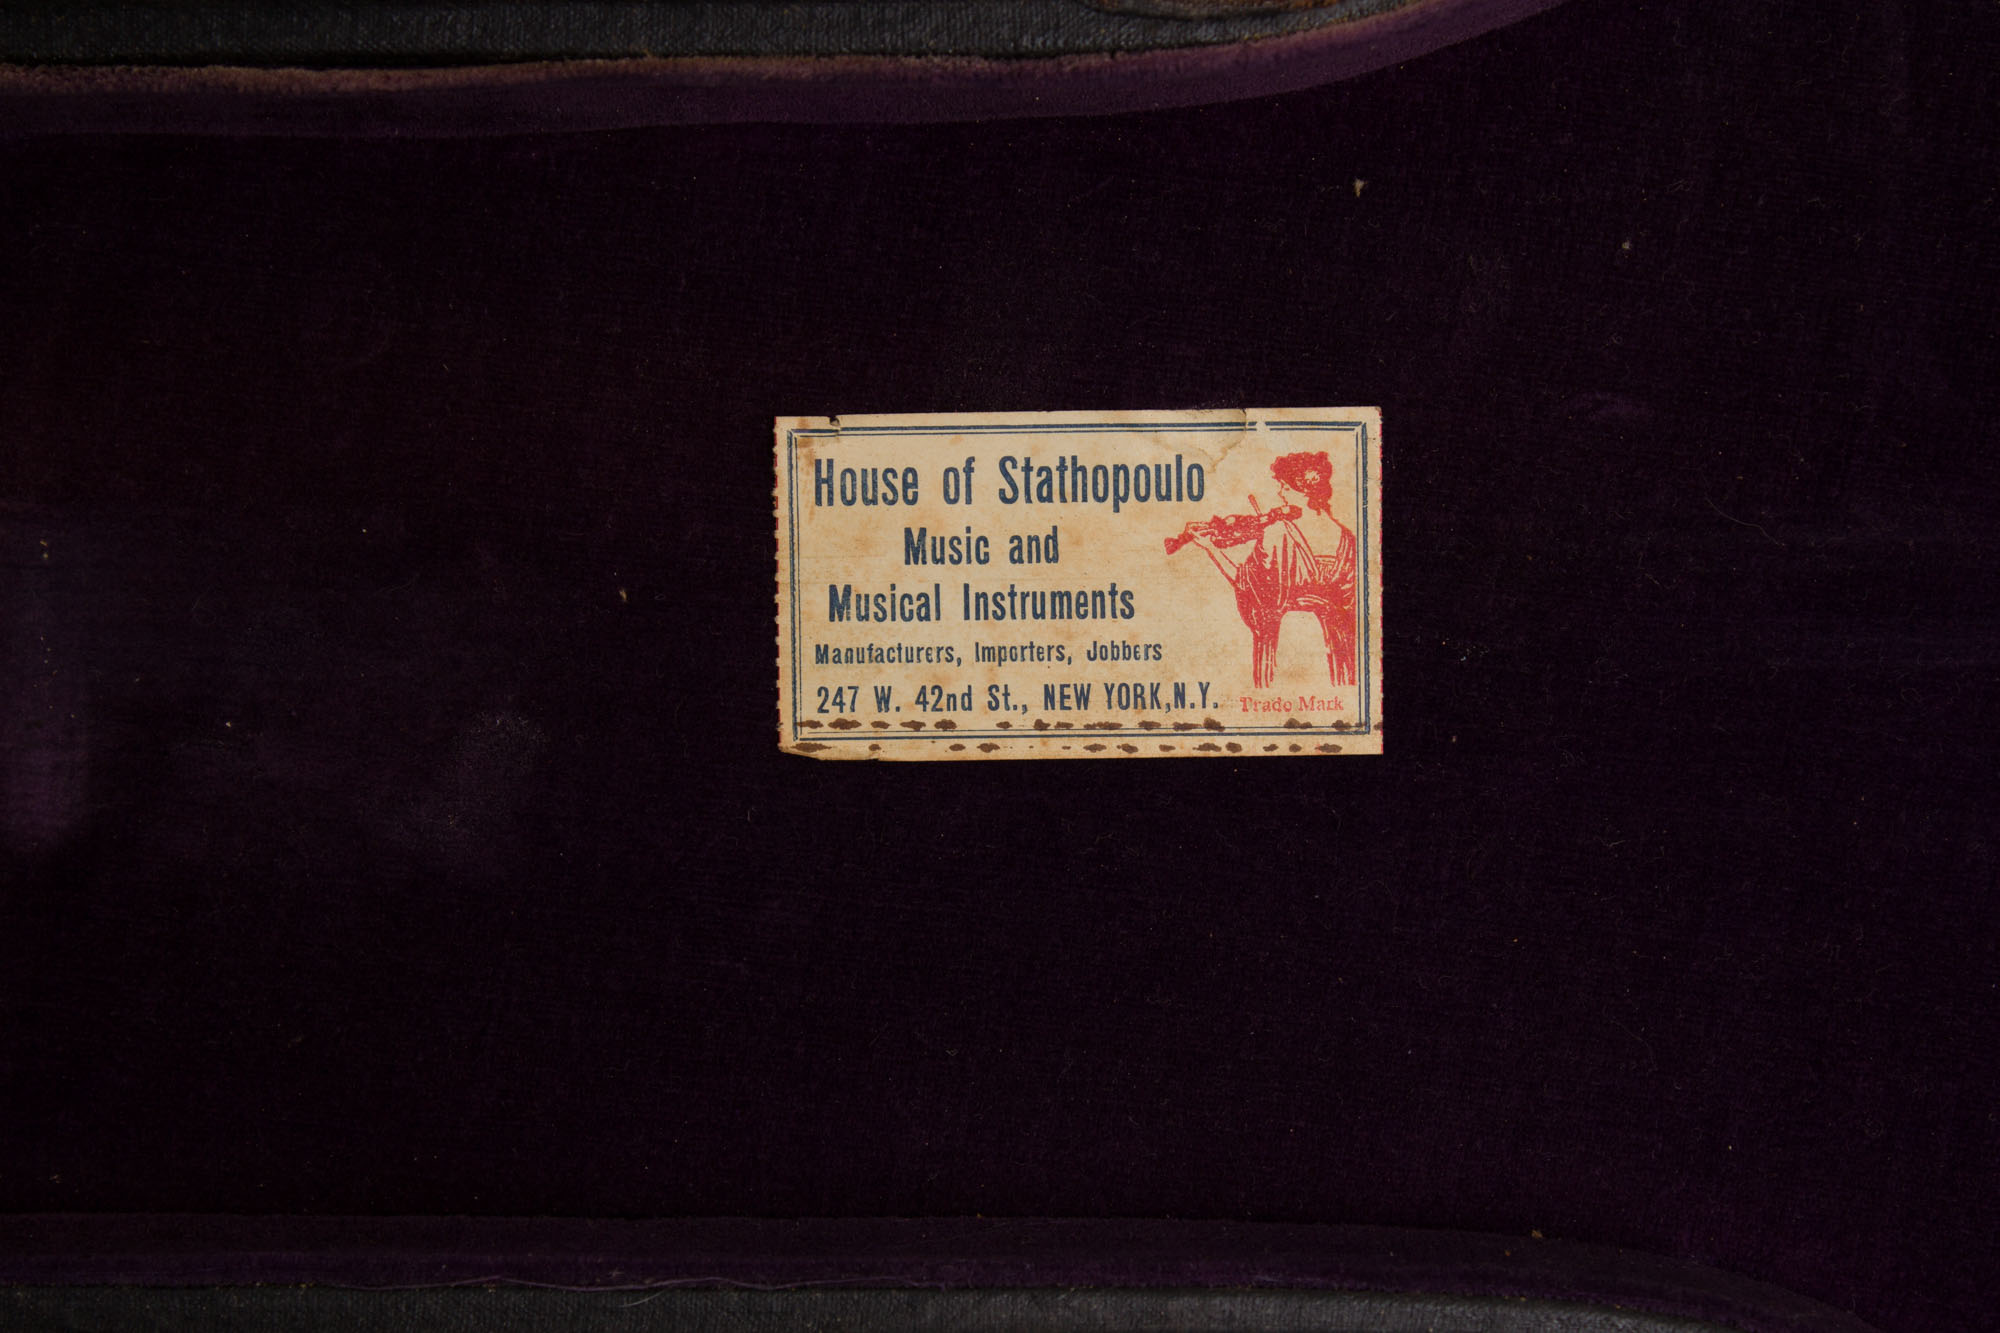 House of Stathopoulo
Music and
Musical Instruments
Manufacturers, Importers, Jobbers
247 W. 42nd St., NEW YORK, N.Y.
Trade Mark